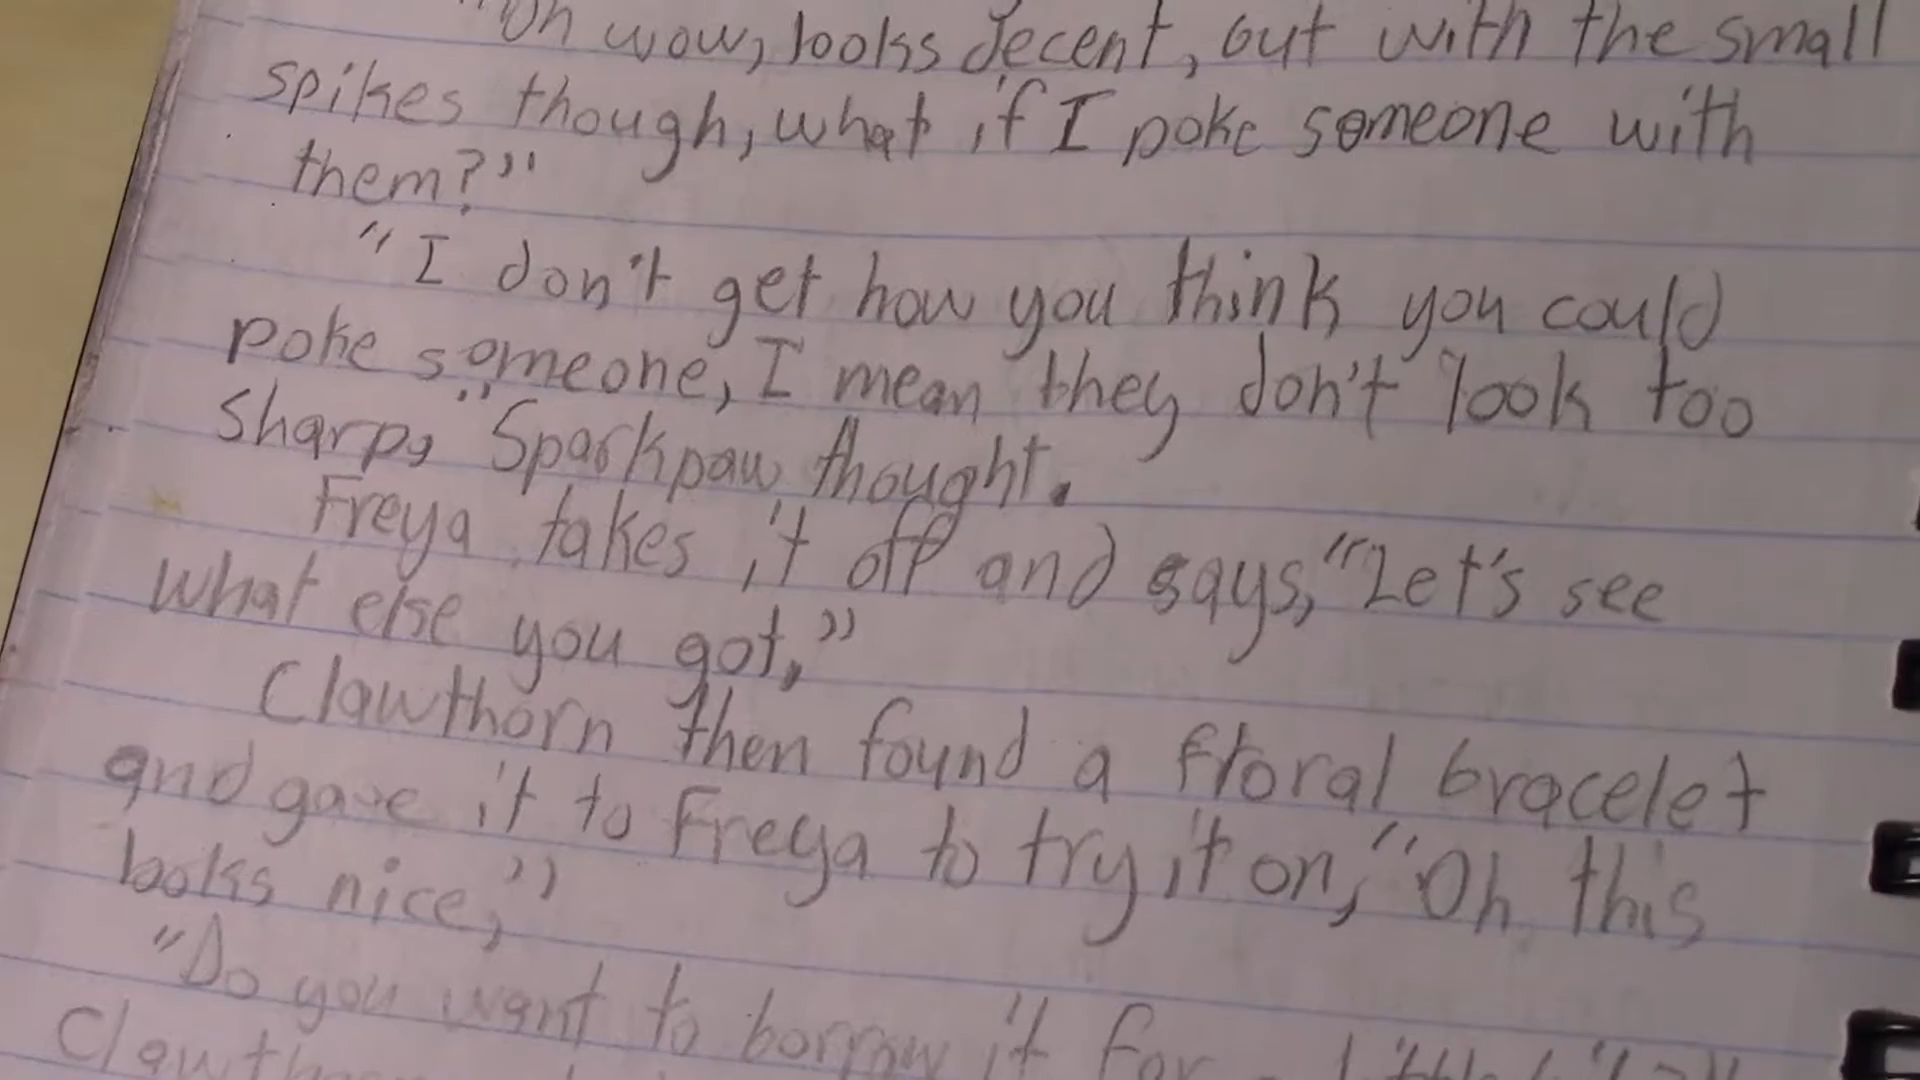 "Oh wow, looks decent, but with the small
spikes though, what if I poke someone with
them?"
"I don't get how you think you could
poke someone, I mean they don't look too
sharp," Sparkpaw thought.
Freya takes it off and says, "Let's see
what else you got,"
Clawthorn then found a floral bracelet
and gave it to Freya to try it on, "Oh this
looks nice,"
"Do you want to borrow it for